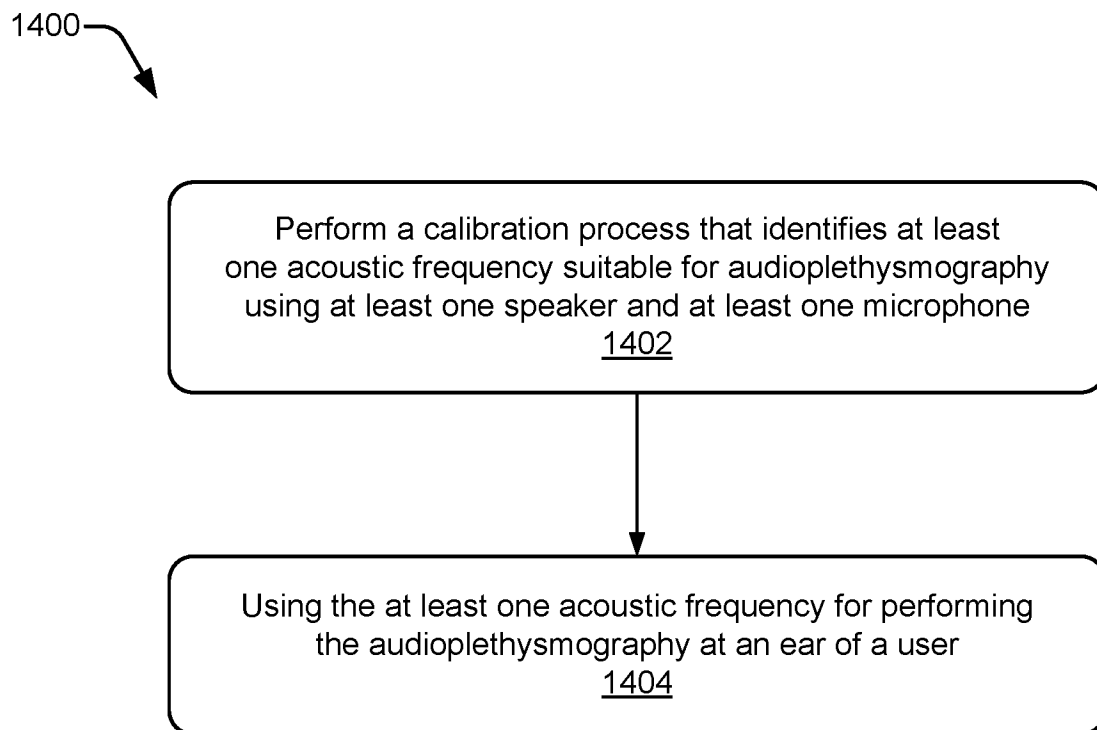 1400
Perform a calibration process that identifies at least
one acoustic frequency suitable for audioplethysmography
using at least one speaker and at least one microphone
1402
Using the at least one acoustic frequency for performing
the audioplethysmography at an ear of a user
1404